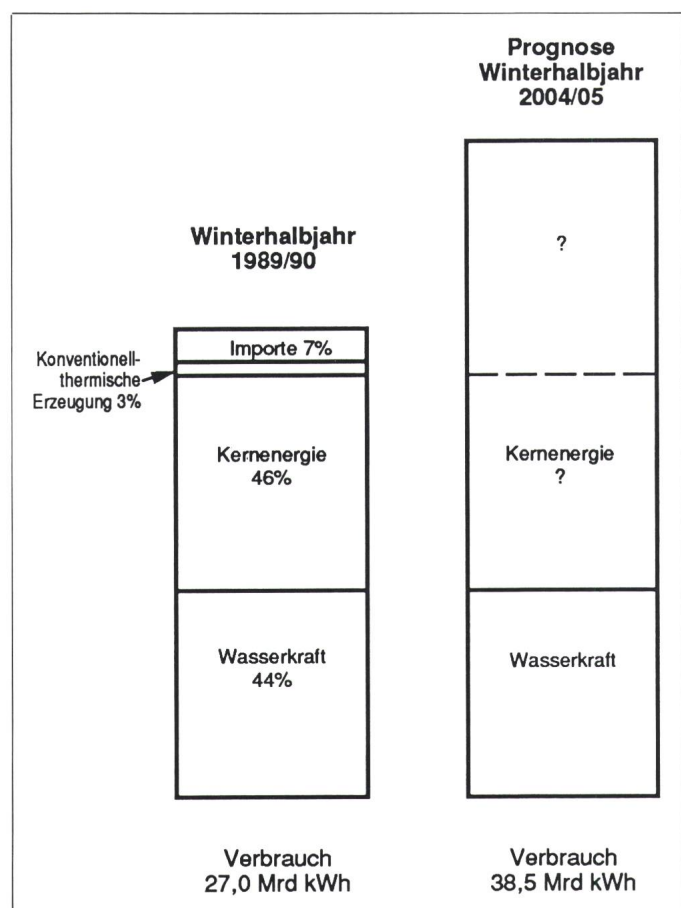 Winterhalbjahr
1989/90
Importe 7%
Konventionell-
thermische
Erzeugung 3%
Kernenergie
46%
Wasserkraft
44%
Verbrauch
27,0 Mrd kWh
Prognose
Winterhalbjahr
2004/05
?
Kernenergie
?
Wasserkraft
Verbrauch
38,5 Mrd kWh